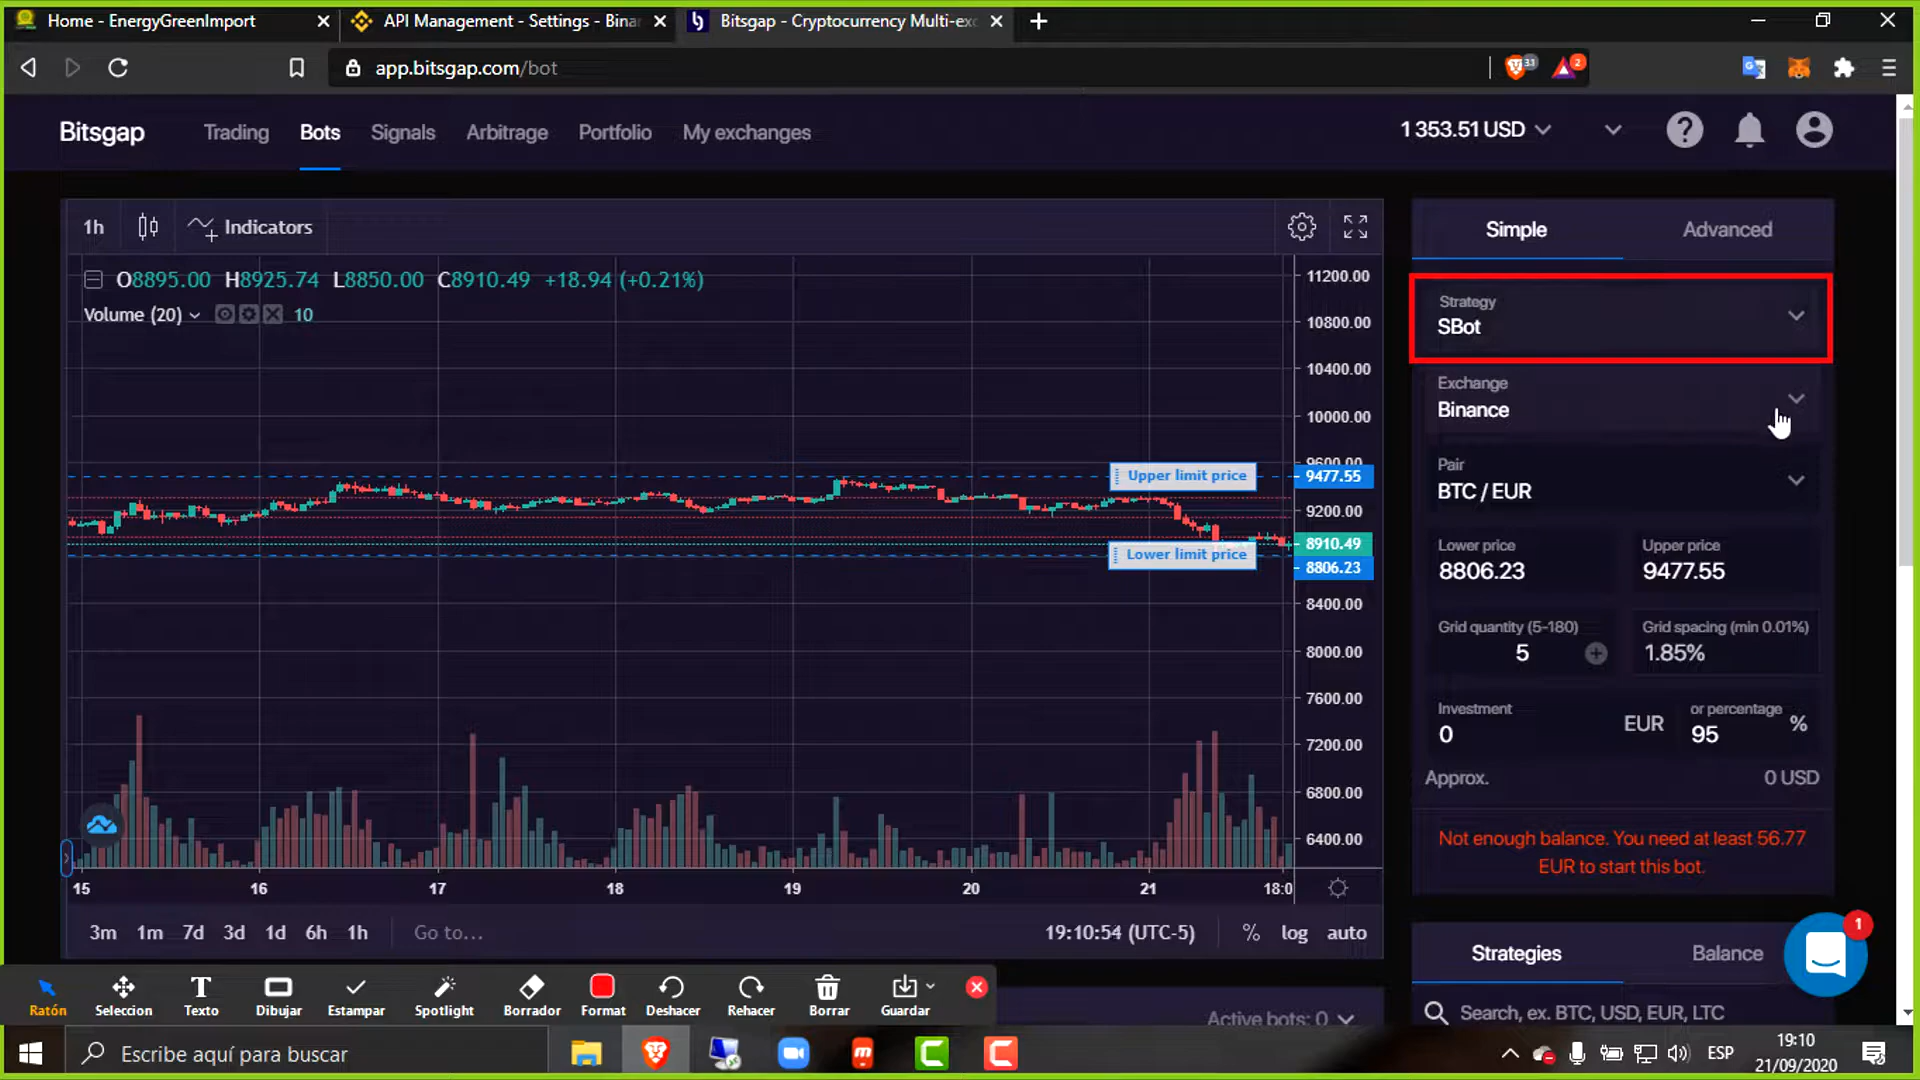 Home - EnergyGreenImport
API Management - Settings - Binan
Bitsgap - Cryptocurrency Multi-exc
app.bitsgap.com/bot
31
2
Bitsgap
Trading
Bots
Signals
Arbitrage
Portfolio
My exchanges
1 353.51 USD
1h
Indicators
O8895.00 H8925.74 L8850.00 C8910.49 +18.94 (+0.21%)
Volume (20)
10
11200.00
10800.00
10400.00
10000.00
9600.00
9477.55
9200.00
8910.49
8806.23
8400.00
8000.00
7600.00
7200.00
6800.00
6400.00
Upper limit price
Lower limit price
15 16 17 18 19 20 21 18:0
3m 1m 7d 3d 1d 6h 1h
Go to...
19:10:54 (UTC-5)
% log auto
Simple
Advanced
Strategy
SBot
Exchange
Binance
Pair
BTC / EUR
Lower price
8806.23
Upper price
9477.55
Grid quantity (5-180)
5
Grid spacing (min 0.01%)
1.85%
Investment
0
EUR
or percentage
95
%
Approx.
0 USD
Not enough balance. You need at least 56.77
EUR to start this bot.
Strategies
Balance
1
Search, ex. BTC, USD, EUR, LTC
Active bots: 0
Ratón
Seleccion
Texto
Dibujar
Estampar
Spotlight
Borrador
Format
Deshacer
Rehacer
Borrar
Guardar
Escribe aquí para buscar
ESP
19:10
21/09/2020